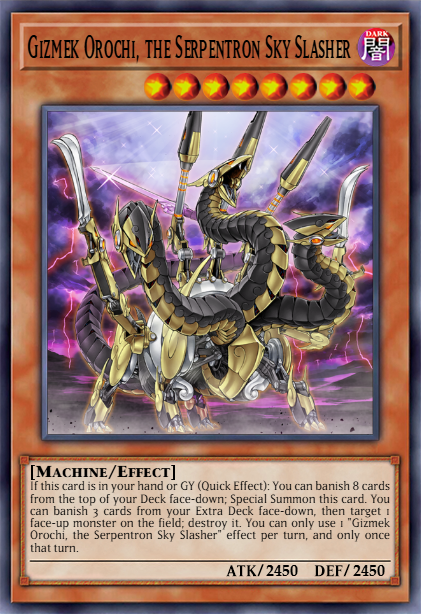 Gizmek Orochi, the Serpentron Sky Slasher
DARK
闇
[Machine/Effect]
If this card is in your hand or GY (Quick Effect): You can banish 8 cards
from the top of your Deck face-down; Special Summon this card. You
can banish 3 cards from your Extra Deck face-down, then target 1
face-up monster on the field; destroy it. You can only use 1 "Gizmek
Orochi, the Serpentron Sky Slasher" effect per turn, and only once
that turn.
ATK/2450 DEF/2450